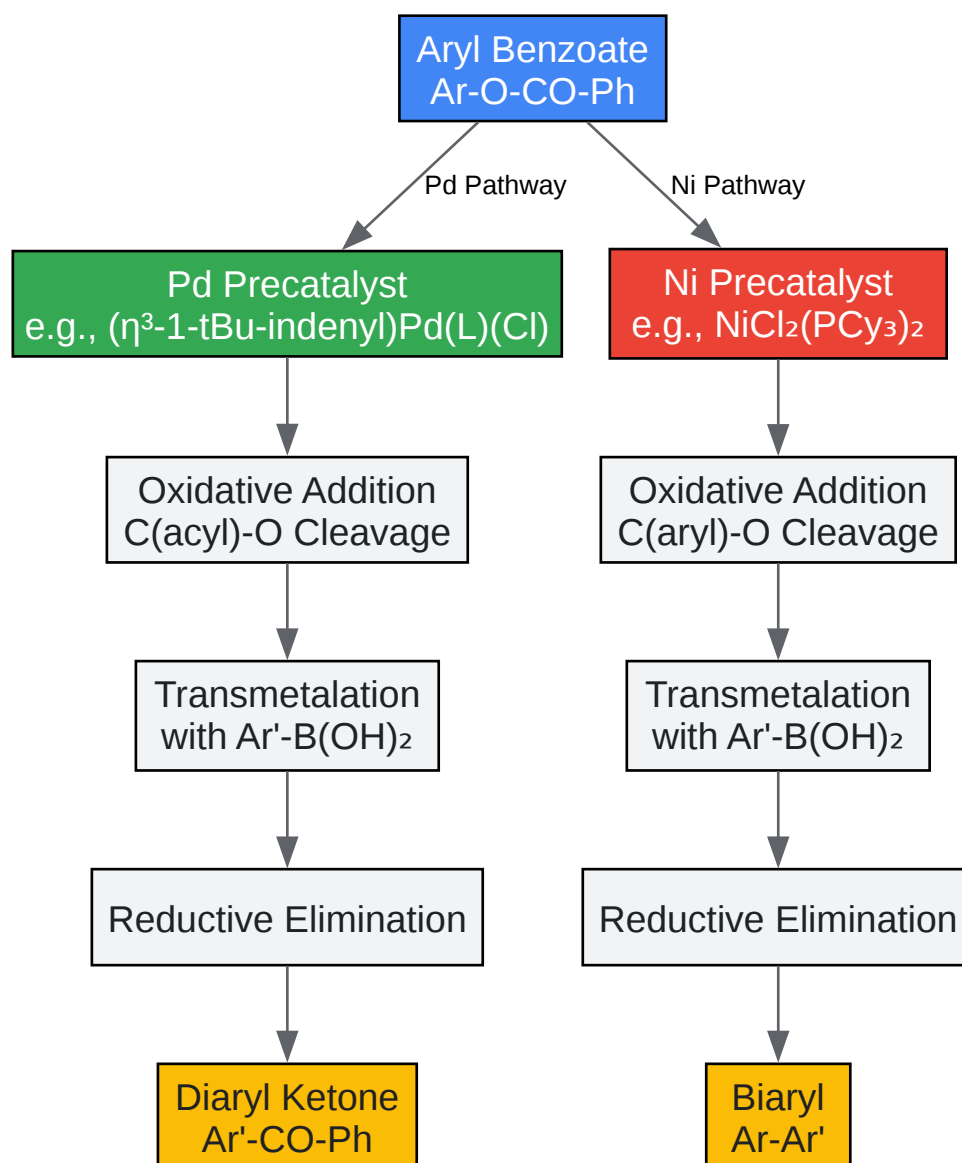 Aryl Benzoate
Ar-O-CO-Ph
Pd Pathway
Ni Pathway
Pd Precatalyst
e.g., (η³-1-tBu-indenyl)Pd(L)(Cl)
Ni Precatalyst
e.g., NiCl₂(PCy₃)₂
Oxidative Addition
C(acyl)-O Cleavage
Oxidative Addition
C(aryl)-O Cleavage
Transmetalation
with Ar'-B(OH)₂
Transmetalation
with Ar'-B(OH)₂
Reductive Elimination
Reductive Elimination
Diaryl Ketone
Ar'-CO-Ph
Biaryl
Ar-Ar'